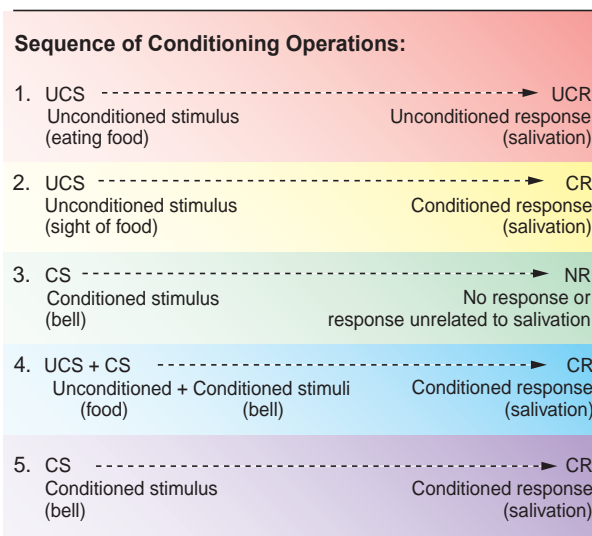 Sequence of Conditioning Operations:
1. UCS UCR
Unconditioned stimulus Unconditioned response
(eating food) (salivation)
2. UCS CR
Unconditioned stimulus Conditioned response
(sight of food) (salivation)
3. CS NR
Conditioned stimulus No response or
(bell) response unrelated to salivation
4. UCS + CS CR
Unconditioned + Conditioned stimuli Conditioned response
(food) (bell) (salivation)
5. CS CR
Conditioned stimulus Conditioned response
(bell) (salivation)